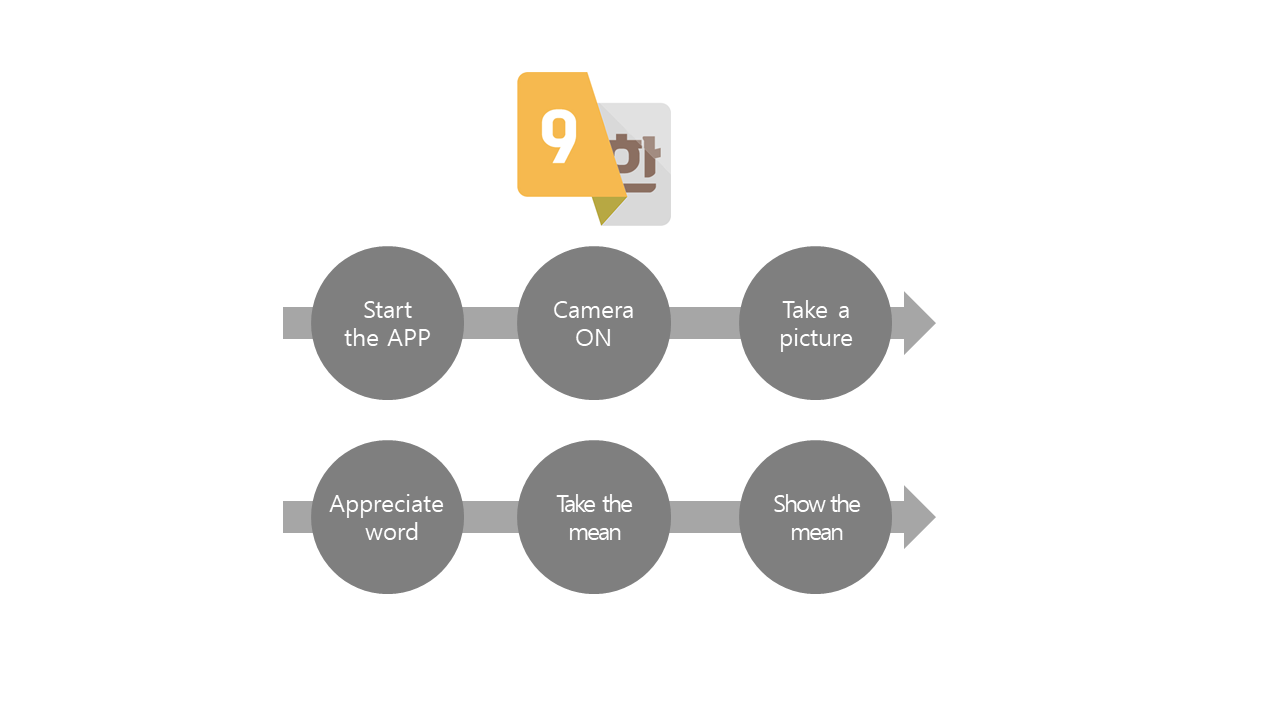 9
한
Start
the APP
Camera
ON
Take a
picture
Appreciate
word
Take the
mean
Show the
mean